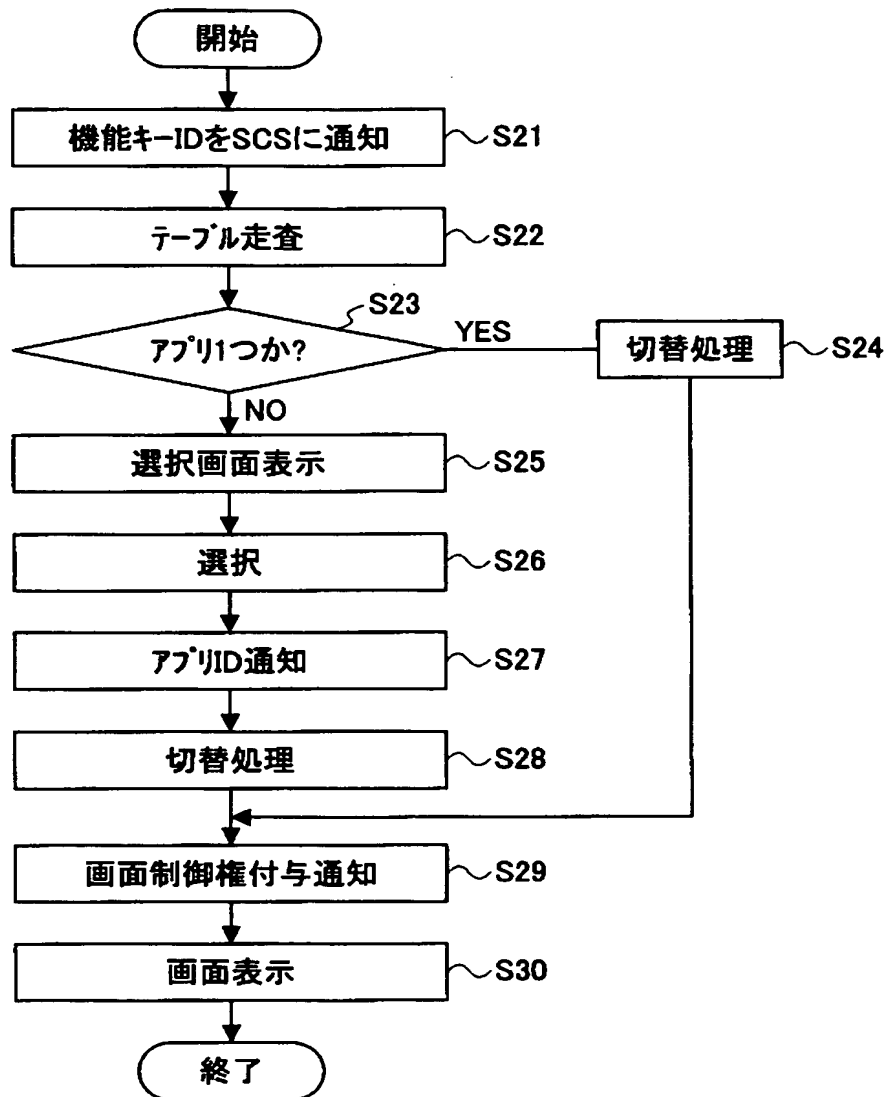 開始
機能キーIDをSCSに通知
S21
テーブル走査
S22
S23
アプリ1つか?
YES
切替処理
S24
NO
選択画面表示
S25
選択
S26
アプリID通知
S27
切替処理
S28
画面制御権付与通知
S29
画面表示
S30
終了